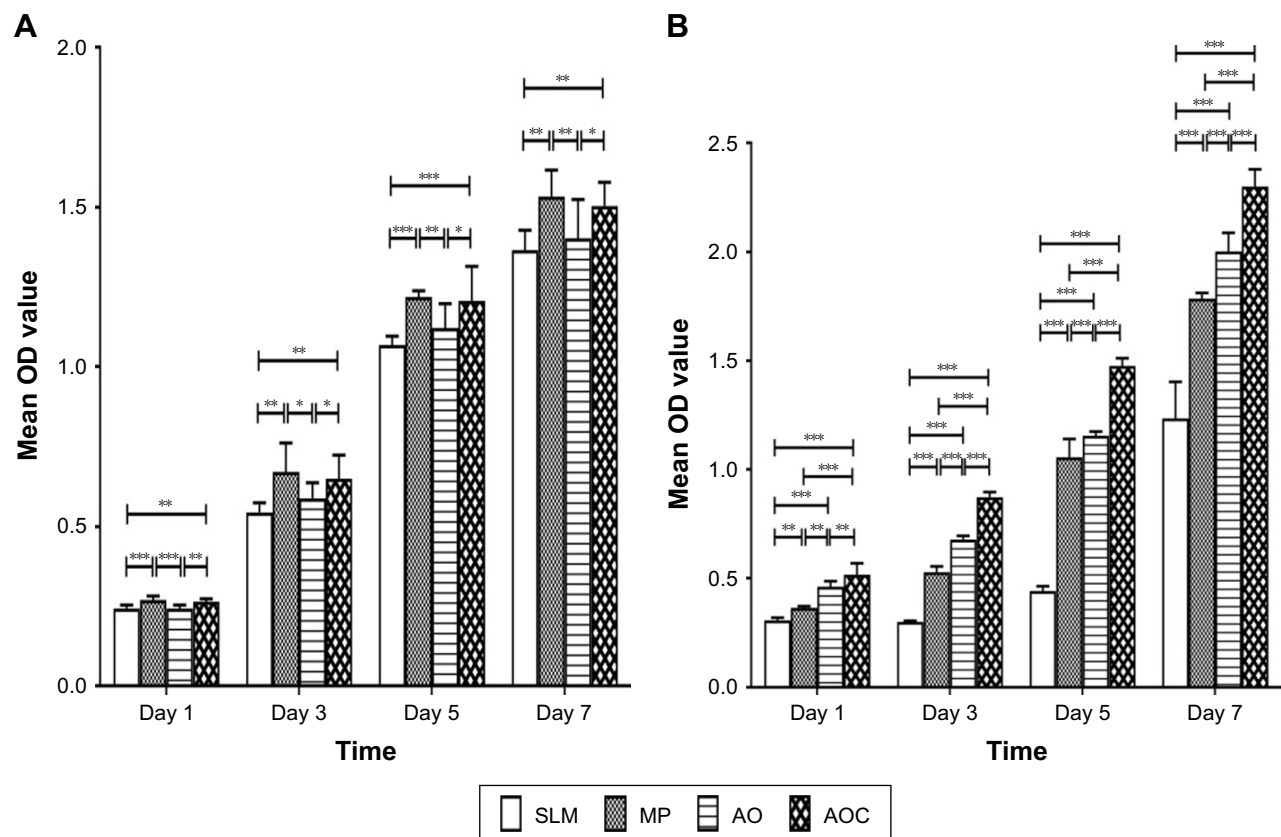 A
2.0
1.5
1.0
0.5
0.0
Mean OD value
**
*** *** **
**
** * *
***
*** ** *
**
** ** *
Day 1 Day 3 Day 5 Day 7
Time
B
2.5
2.0
1.5
1.0
0.5
0.0
Mean OD value
***
***
***
** ** **
***
***
***
*** *** ***
***
***
***
*** *** ***
***
***
***
*** *** ***
Day 1 Day 3 Day 5 Day 7
Time
SLM MP AO AOC